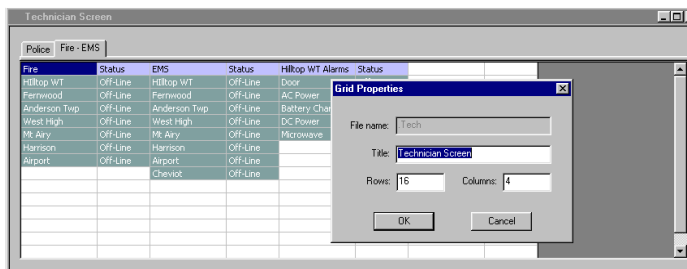 Technician Screen
Police Fire - EMS
Fire Status EMS Status Hilltop WT Alarms Status
Hilltop WT Off-Line HIlltop WT Off-Line Door
Fernwood Off-Line Fernwood Off-Line AC Power
Anderson Twp Off-Line Anderson Twp Off-Line Battery Char
West High Off-Line West High Off-Line DC Power
Mt Airy Off-Line Mt Airy Off-Line Microwave
Harrison Off-Line Harrison Off-Line
Airport Off-Line Airport Off-Line
Cheviot Off-Line
Grid Properties
File name: .Tech
Title: Technician Screen
Rows: 16 Columns: 4
OK Cancel